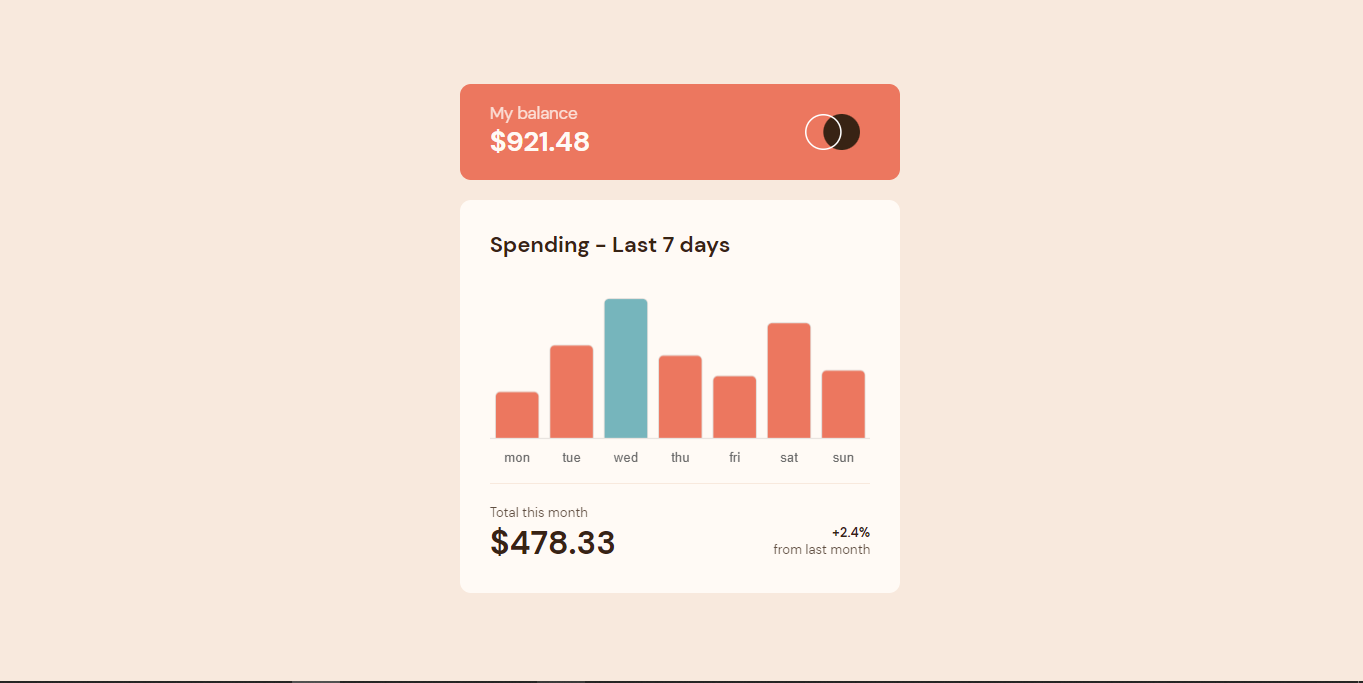 My balance
$921.48
Spending - Last 7 days
mon tue wed thu fri sat sun
Total this month
$478.33
+2.4%
from last month